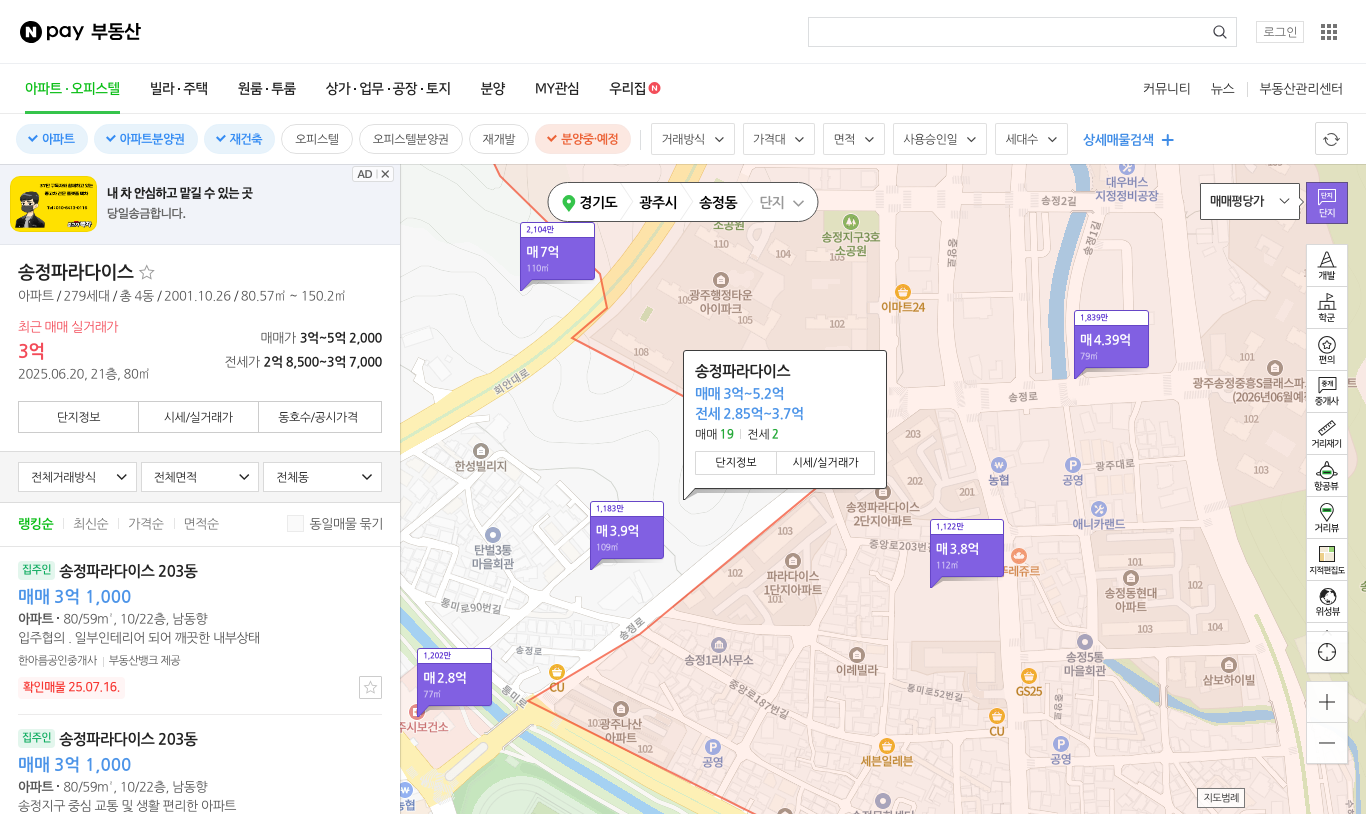 N pay 부동산
로그인
아파트 · 오피스텔
빌라 · 주택
원룸 · 투룸
상가 · 업무 · 공장 · 토지
분양
MY관심
우리집 N
커뮤니티
뉴스
부동산관리센터
아파트
아파트분양권
재건축
오피스텔
오피스텔분양권
재개발
분양중·예정
거래방식
가격대
면적
사용승인일
세대수
상세매물검색
AD
내 차 안심하고 맡길 수 있는 곳
당일송금합니다.
송정파라다이스
아파트 / 279세대 / 총 4동 / 2001.10.26 / 80.57㎡ ~ 150.2㎡
최근 매매 실거래가
3억
2025.06.20, 21층, 80㎡
매매가 3억~5억 2,000
전세가 2억 8,500~3억 7,000
단지정보
시세/실거래가
동호수/공시가격
전체거래방식
전체면적
전체동
랭킹순
최신순
가격순
면적순
동일매물 묶기
집주인 송정파라다이스 203동
매매 3억 1,000
아파트 · 80/59m², 10/22층, 남동향
입주협의 . 일부인테리어 되어 깨끗한 내부상태
한아름공인중개사
부동산뱅크 제공
확인매물 25.07.16.
집주인 송정파라다이스 203동
매매 3억 1,000
아파트 · 80/59m², 10/22층, 남동향
송정지구 중심 교통 및 생활 편리한 아파트
경기도
광주시
송정동
단지
매매평당가
단지
단지
개발
학군
편의
중개
중개사
거리재기
항공뷰
거리뷰
지적편집도
위성뷰
지도범례
2,104만
매 7억
110㎡
1,839만
매 4.39억
79㎡
1,183만
매 3.9억
109㎡
1,122만
매 3.8억
112㎡
1,202만
매 2.8억
77㎡
송정파라다이스
매매 3억~5.2억
전세 2.85억~3.7억
매매 19
전세 2
단지정보
시세/실거래가
대우버스
지정정비공장
송정2길
송정1길
소공원
송정지구3호
소공원
110
104
중앙로
광주행정타운
아이파크
105
102
108
이마트24
회안대로
송정로
101
광주송정중흥S클래스파
(2026년06월예
102
103
한성빌리지
203
농협
공영
광주대로
202
201
송정파라다이스
2단지아파트
애니카랜드
탄벌3통
마을회관
103
중앙로203번길
102
파라다이스
1단지아파트
101
101
송정동현대
아파트
102
103
104
통미로90번길
송정로
송정로
송정1리사무소
이레빌라
송정5통
마을회관
삼보하이빌
CU
GS25
통미로52번길
중앙로187번길
통미로
CU
광주나산
아파트
102
공영
세븐일레븐
공영